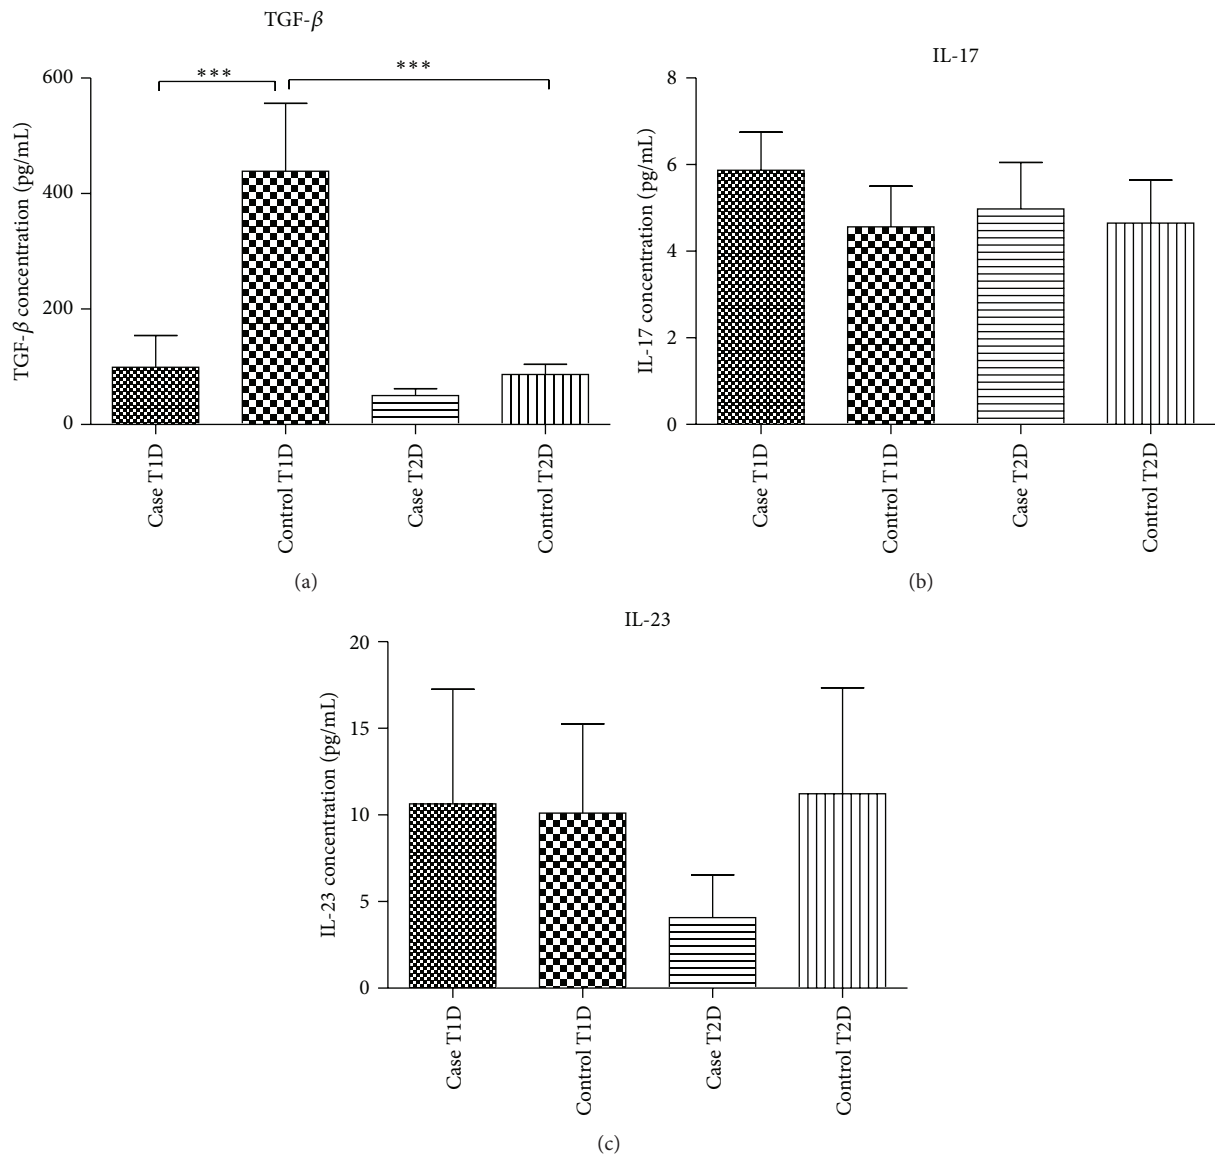 TGF-β
***
***
600
400
200
0
TGF-β concentration (pg/mL)
Case T1D
Control T1D
Case T2D
Control T2D
(a)
IL-17
8
6
4
2
0
IL-17 concentration (pg/mL)
Case T1D
Control T1D
Case T2D
Control T2D
(b)
IL-23
20
15
10
5
0
IL-23 concentration (pg/mL)
Case T1D
Control T1D
Case T2D
Control T2D
(c)